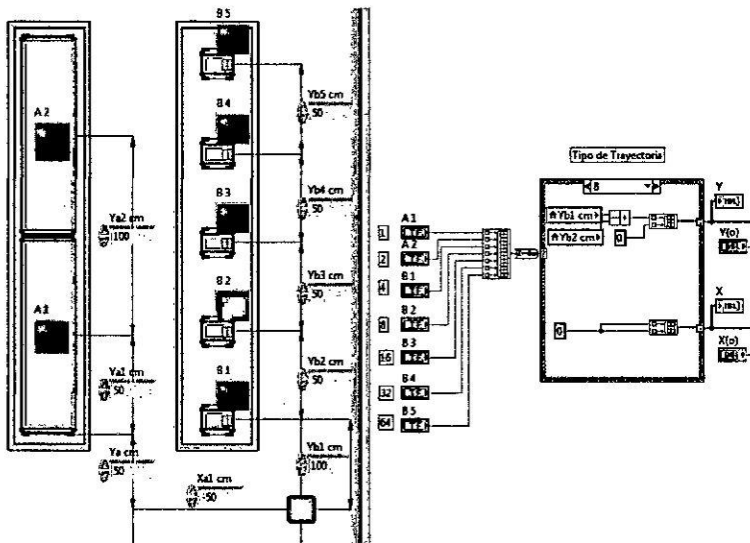 B5
Yb5 cm
50
B4
A2
Yb4 cm
50
Tipo de Trayectoria
8
B3
Y
Ya2 cm
100
Yb1 cm
Yb2 cm
0
Y(o)
Yb3 cm
50
1
A1
2
A2
4
B1
8
B2
16
B3
32
B4
64
B5
B2
A1
X
0
X(o)
Ya1 cm
50
B1
Yb2 cm
50
Ya cm
50
Yb1 cm
100
Xa1 cm
-50